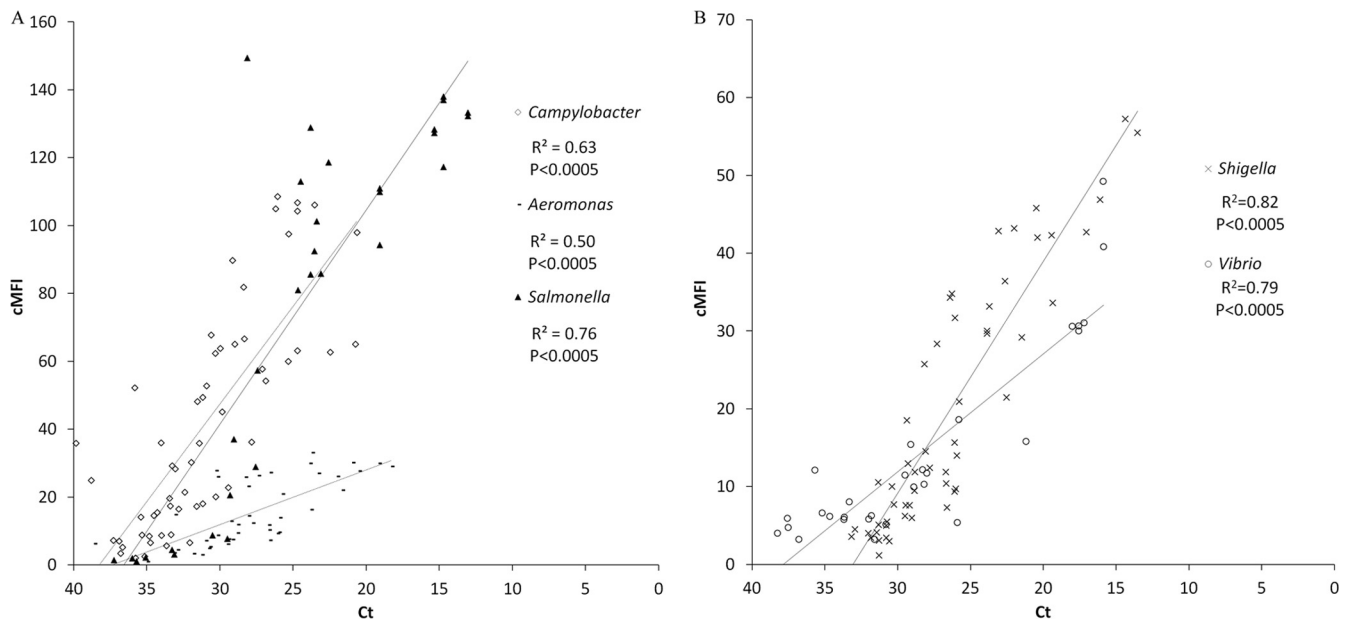 A
160
140
120
100
80
60
40
20
0
cMFI
40 35 30 25 20 15 10 5 0
Ct
Campylobacter
R² = 0.63
P<0.0005
Aeromonas
R² = 0.50
P<0.0005
Salmonella
R² = 0.76
P<0.0005
B
70
60
50
40
30
20
10
0
cMFI
40 35 30 25 20 15 10 5 0
Ct
Shigella
R²=0.82
P<0.0005
Vibrio
R²=0.79
P<0.0005